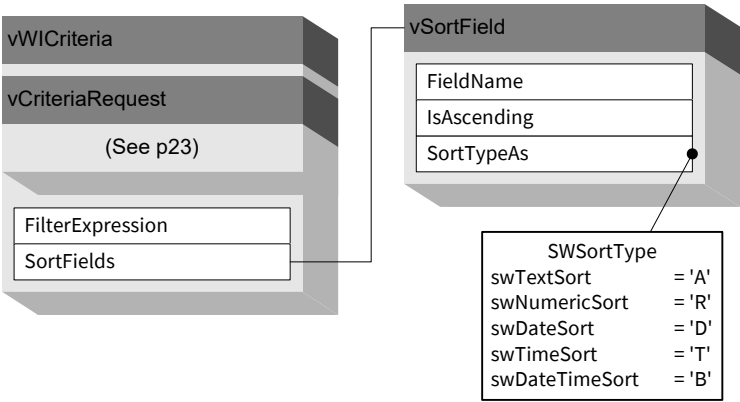 vWICriteria
vCriteriaRequest
(See p23)
FilterExpression
SortFields
vSortField
FieldName
IsAscending
SortTypeAs
SWSortType
swTextSort = 'A'
swNumericSort = 'R'
swDateSort = 'D'
swTimeSort = 'T'
swDateTimeSort = 'B'